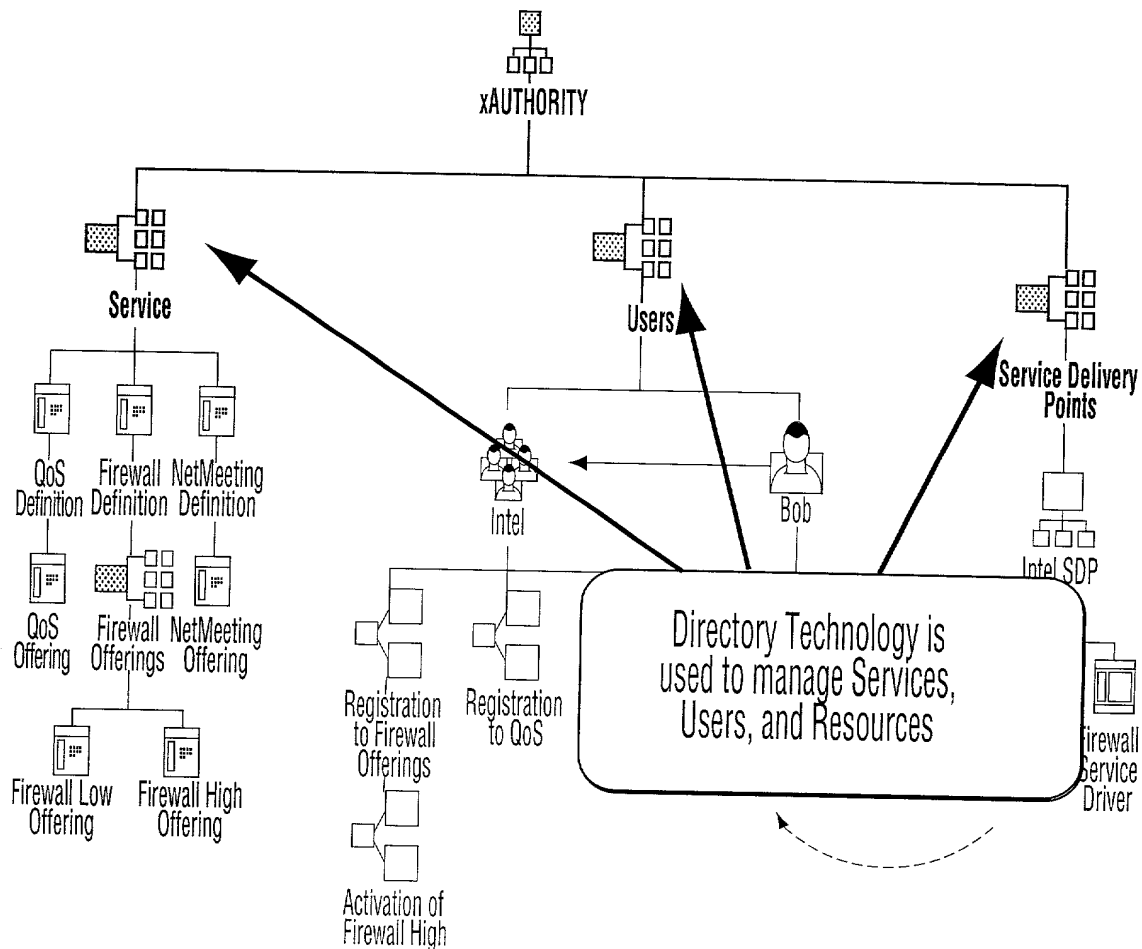 xAUTHORITY
Service
Users
Service Delivery
Points
QoS
Definition
Firewall
Definition
NetMeeting
Definition
Intel
Bob
Intel SDP
QoS
Offering
Firewall
Offerings
NetMeeting
Offering
Directory Technology is
used to manage Services,
Users, and Resources
Registration
to Firewall
Offerings
Registration
to QoS
Firewall
Service
Driver
Firewall Low
Offering
Firewall High
Offering
Activation of
Firewall High